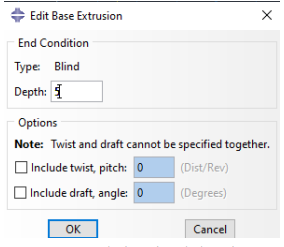 Edit Base Extrusion
End Condition
Type: Blind
Depth: 5
Options
Note: Twist and draft cannot be specified together.
Include twist, pitch: 0 (Dist/Rev)
Include draft, angle: 0 (Degrees)
OK Cancel